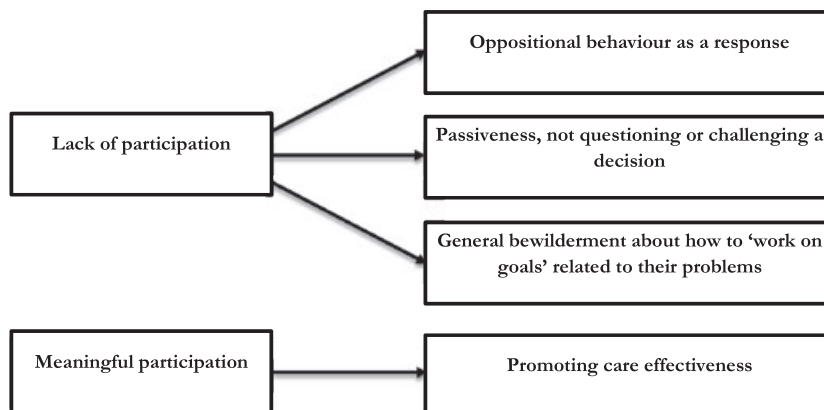 Oppositional behaviour as a response
Lack of participation
Passiveness, not questioning or challenging a
decision
General bewilderment about how to ‘work on
goals’ related to their problems
Meaningful participation
Promoting care effectiveness